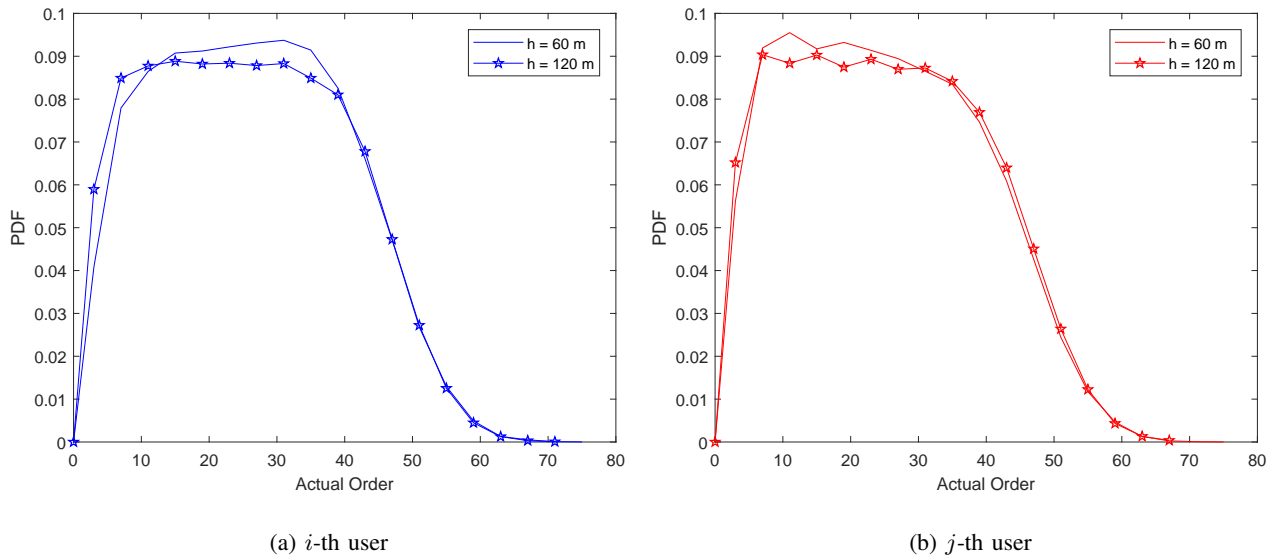 0.1
0.09
0.08
0.07
0.06
0.05
0.04
0.03
0.02
0.01
0
PDF
0 10 20 30 40 50 60 70 80
Actual Order
h = 60 m
h = 120 m
(a) i-th user
0.1
0.09
0.08
0.07
0.06
0.05
0.04
0.03
0.02
0.01
0
PDF
0 10 20 30 40 50 60 70 80
Actual Order
h = 60 m
h = 120 m
(b) j-th user